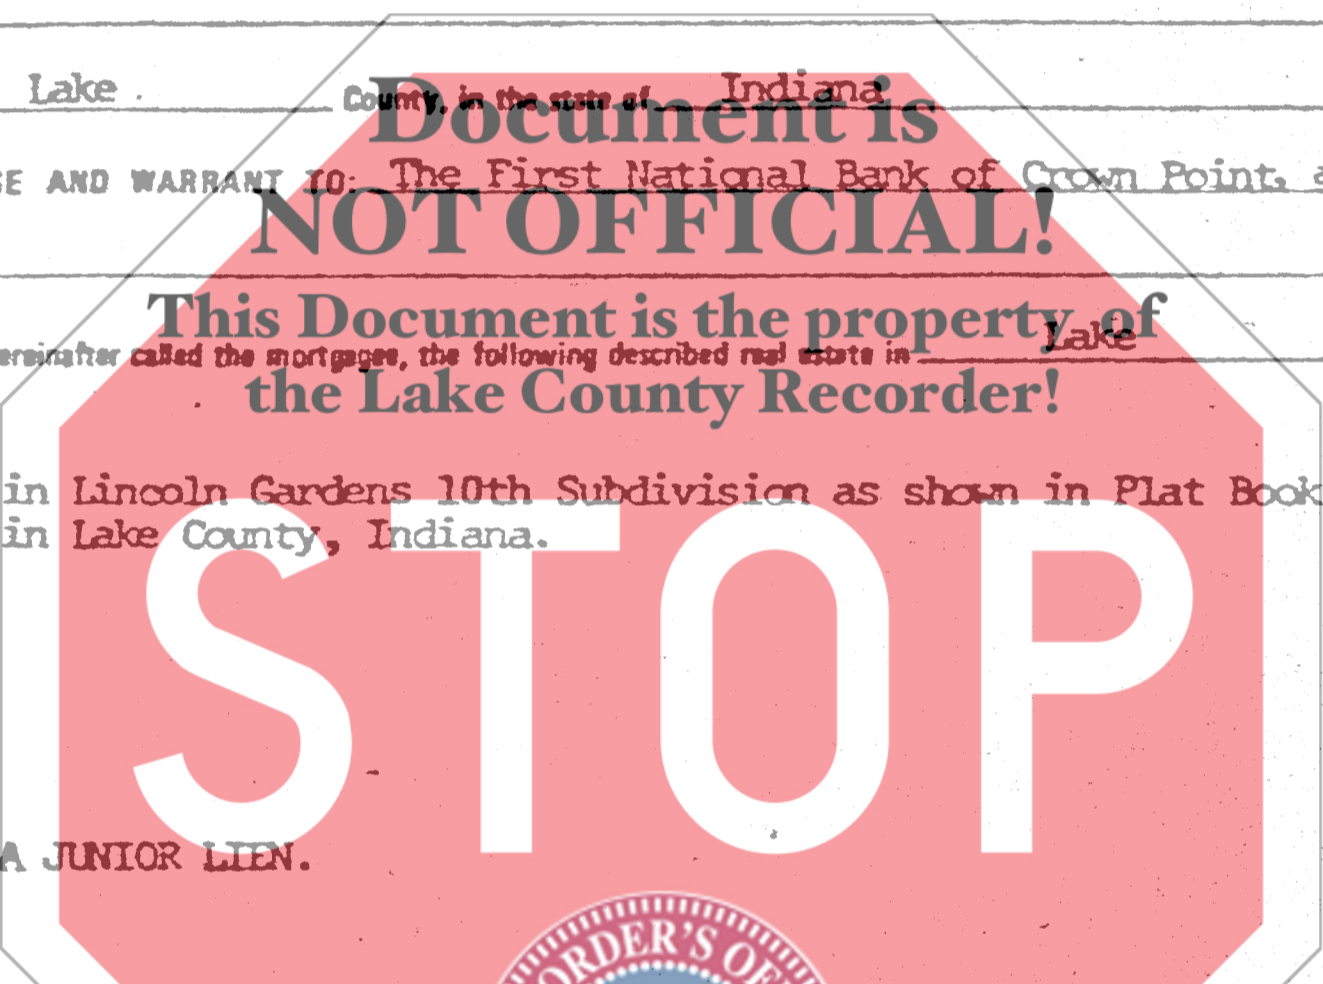 Lake County, in the state of Indiana
Document is
AND WARRANT TO: The First National Bank of Crown Point, a
NOT OFFICIAL!
This Document is the property of
called the mortgagee, the following described real estate in Lake
the Lake County Recorder!
in Lincoln Gardens 10th Subdivision as shown in Plat Book
in Lake County, Indiana.
STOP
A JUNIOR LIEN.
ORDER'S OF